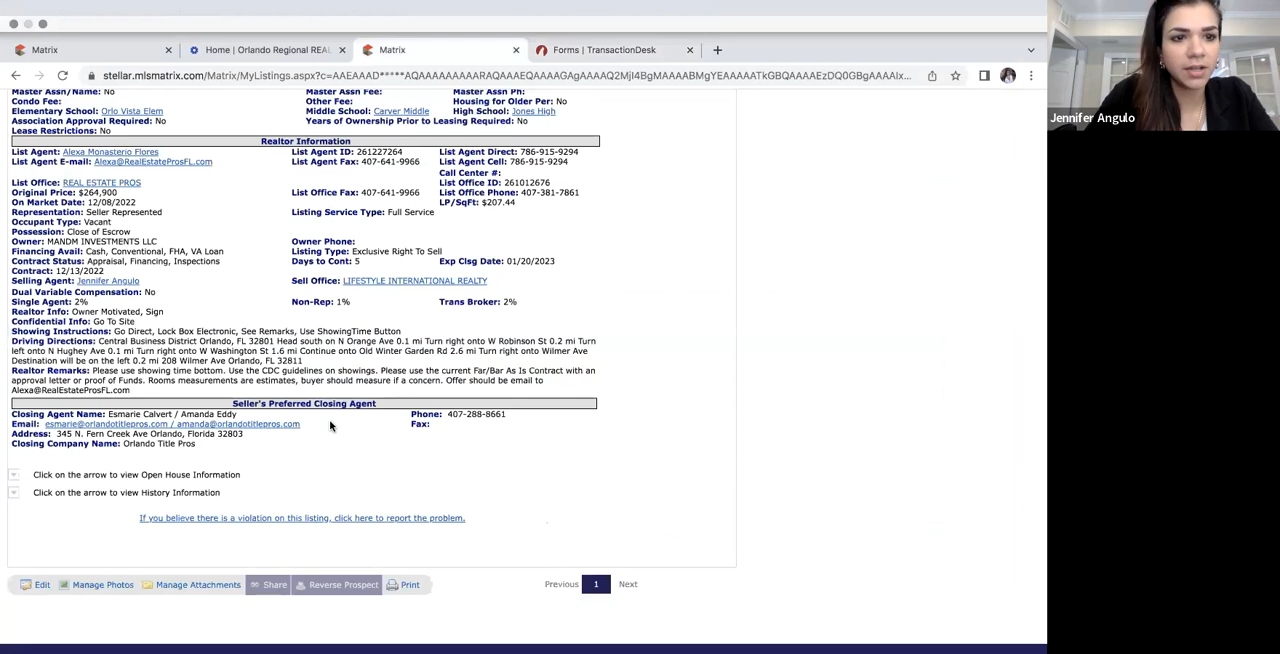 Matrix
Home | Orlando Regional REAL
Matrix
Forms | TransactionDesk
stellar.mlsmatrix.com/Matrix/MyListings.aspx?c=
Jennifer Angulo
Master Assn/Name: No Master Assn Fee: Master Assn Ph:
Condo Fee: Other Fee: Housing for Older Per: No
Elementary School: Orlo Vista Elem Middle School: Carver Middle High School: Jones High
Association Approval Required: No Years of Ownership Prior to Leasing Required: No
Lease Restrictions: No
Realtor Information
List Agent: Alexa Monasterio Flores List Agent ID: 261227264 List Agent Direct: 786-915-9294
List Agent E-mail: Alexa@RealEstateProsFL.com List Agent Fax: 407-641-9966 List Agent Cell: 786-915-9294
Call Center #:
List Office: REAL ESTATE PROS List Office ID: 261012676
Original Price: $264,900 List Office Fax: 407-641-9966 List Office Phone: 407-381-7861
On Market Date: 12/08/2022 LP/SqFt: $207.44
Representation: Seller Represented Listing Service Type: Full Service
Occupant Type: Vacant
Possession: Close of Escrow
Owner: MANDM INVESTMENTS LLC Owner Phone:
Financing Avail: Cash, Conventional, FHA, VA Loan Listing Type: Exclusive Right To Sell
Contract Status: Appraisal, Financing, Inspections Days to Cont: 5 Exp Clsg Date: 01/20/2023
Contract: 12/13/2022
Selling Agent: Jennifer Angulo Sell Office: LIFESTYLE INTERNATIONAL REALTY
Dual Variable Compensation: No
Single Agent: 2% Non-Rep: 1% Trans Broker: 2%
Realtor Info: Owner Motivated, Sign
Confidential Info: Go To Site
Showing Instructions: Go Direct, Lock Box Electronic, See Remarks, Use ShowingTime Button
Driving Directions: Central Business District Orlando, FL 32801 Head south on N Orange Ave 0.1 mi Turn right onto W Robinson St 0.2 mi Turn
left onto N Hughey Ave 0.1 mi Turn right onto W Washington St 1.6 mi Continue onto Old Winter Garden Rd 2.6 mi Turn right onto Wilmer Ave
Destination will be on the left 0.2 mi 208 Wilmer Ave Orlando, FL 32811
Realtor Remarks: Please use showing time bottom. Use the CDC guidelines on showings. Please use the current Far/Bar As Is Contract with an
approval letter or proof of Funds. Rooms measurements are estimates, buyer should measure if a concern. Offer should be email to
Alexa@RealEstateProsFL.com
Seller's Preferred Closing Agent
Closing Agent Name: Esmarie Calvert / Amanda Eddy Phone: 407-288-8661
Email: esmarie@orlandotitlepros.com / amanda@orlandotitlepros.com Fax:
Address: 345 N. Fern Creek Ave Orlando, Florida 32803
Closing Company Name: Orlando Title Pros
Click on the arrow to view Open House Information
Click on the arrow to view History Information
If you believe there is a violation on this listing, click here to report the problem.
Edit Manage Photos Manage Attachments Share Reverse Prospect Print Previous 1 Next